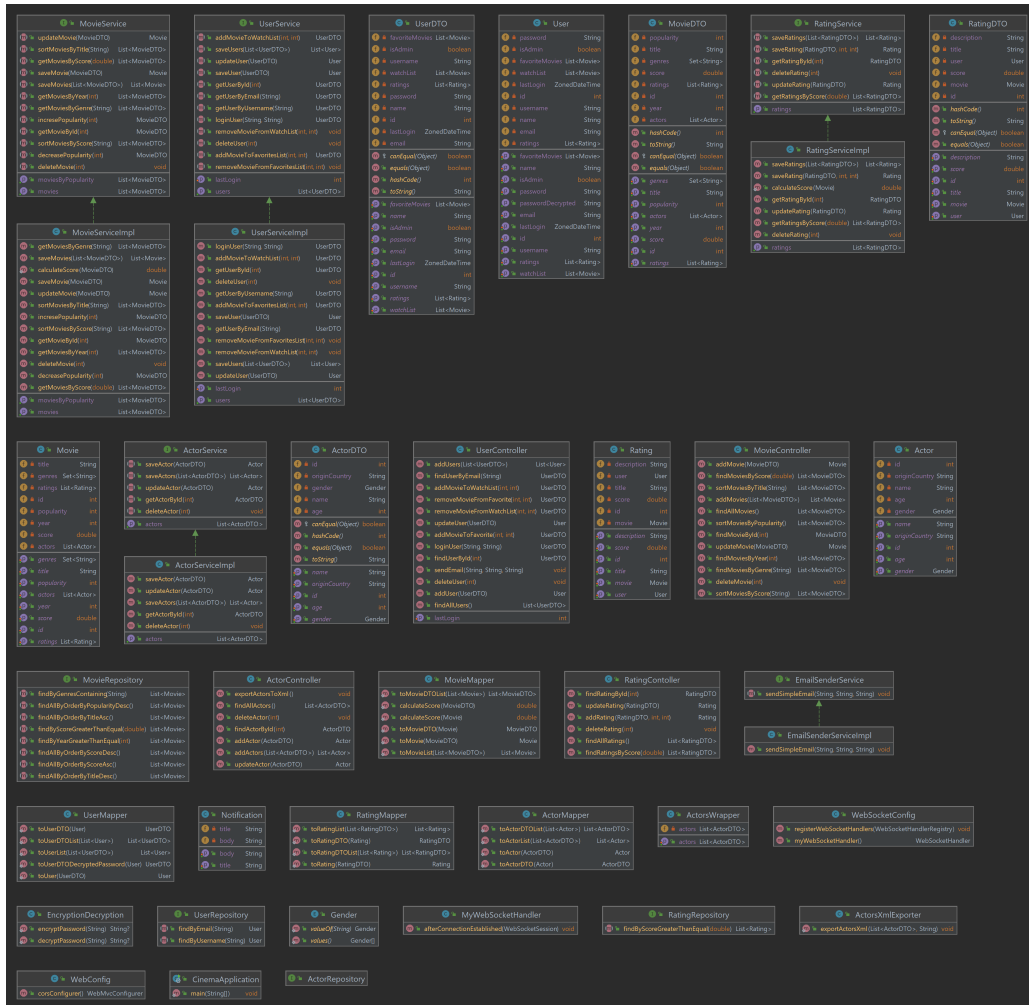 MovieService
updateMovie(MovieDTO) Movie
sortMoviesByTitle(String) List<MovieDTO>
getMoviesByScore(double) List<MovieDTO>
saveMovie(MovieDTO) Movie
saveMovies(List<MovieDTO>) List<Movie>
getMoviesByYear(int) List<MovieDTO>
getMoviesByGenre(String) List<MovieDTO>
incresePopularity(int) MovieDTO
getMovieById(int) MovieDTO
sortMoviesByScore(String) List<MovieDTO>
decreasePopularity(int) MovieDTO
deleteMovie(int) void
moviesByPopularity List<MovieDTO>
movies List<MovieDTO>
UserService
addMovieToWatchList(int, int) UserDTO
saveUsers(List<UserDTO>) List<User>
updateUser(UserDTO) User
saveUser(UserDTO) User
getUserById(int) UserDTO
getUserByEmail(String) UserDTO
getUserByUsername(String) UserDTO
loginUser(String) UserDTO
removeMovieFromWatchList(int, int) void
deleteUser(int) void
addMovieToFavoritesList(int, int) UserDTO
removeMovieFromFavoritesList(int, int) void
lastLogin int
users List<UserDTO>
UserDTO
favoriteMovies List<Movie>
isAdmin boolean
username String
watchList List<Movie>
ratings List<Rating>
password String
name String
id int
lastLogin ZonedDateTime
email String
canEqual(Object) boolean
equals(Object) boolean
hashCode() int
toString() String
favoriteMovies List<Movie>
name String
isAdmin boolean
password String
email String
lastLogin ZonedDateTime
id int
username String
ratings List<Rating>
watchList List<Movie>
User
password String
isAdmin boolean
favoriteMovies List<Movie>
watchList List<Movie>
lastLogin ZonedDateTime
id int
username String
name String
email String
ratings List<Rating>
favoriteMovies List<Movie>
name String
isAdmin boolean
password String
passwordDecrypted String
email String
lastLogin ZonedDateTime
id int
username String
ratings List<Rating>
watchList List<Movie>
MovieDTO
popularity int
title String
genres Set<String>
score double
ratings List<Rating>
id int
year int
actors List<Actor>
hashCode() int
toString() String
canEqual(Object) boolean
equals(Object) boolean
genres Set<String>
title String
popularity int
actors List<Actor>
year int
score double
id int
ratings List<Rating>
RatingService
saveRatings(List<RatingDTO>) List<Rating>
saveRating(RatingDTO, int, int) Rating
getRatingById(int) RatingDTO
deleteRating(int) void
updateRating(RatingDTO) Rating
getRatingsByScore(double) List<RatingDTO>
ratings List<RatingDTO>
RatingDTO
description String
title String
user User
score double
movie Movie
id int
hashCode() int
toString() String
canEqual(Object) boolean
equals(Object) boolean
description String
score double
id int
title String
movie Movie
user User
RatingServiceImpl
saveRatings(List<RatingDTO>) List<Rating>
saveRating(RatingDTO, int, int) Rating
calculateScore(Movie) double
getRatingById(int) RatingDTO
updateRating(RatingDTO) Rating
getRatingsByScore(double) List<RatingDTO>
deleteRating(int) void
ratings List<RatingDTO>
MovieServiceImpl
getMoviesByGenre(String) List<MovieDTO>
saveMovies(List<MovieDTO>) List<Movie>
calculateScore(MovieDTO) double
saveMovie(MovieDTO) Movie
updateMovie(MovieDTO) Movie
sortMoviesByTitle(String) List<MovieDTO>
incresePopularity(int) MovieDTO
sortMoviesByScore(String) List<MovieDTO>
getMovieById(int) MovieDTO
getMoviesByYear(int) List<MovieDTO>
deleteMovie(int) void
decreasePopularity(int) MovieDTO
getMoviesByScore(double) List<MovieDTO>
moviesByPopularity List<MovieDTO>
movies List<MovieDTO>
UserServiceImpl
loginUser(String) UserDTO
addMovieToWatchList(int, int) UserDTO
getUserById(int) UserDTO
deleteUser(int) void
getUserByUsername(String) UserDTO
addMovieToFavoritesList(int, int) UserDTO
saveUser(UserDTO) User
getUserByEmail(String) UserDTO
removeMovieFromFavoritesList(int, int) void
removeMovieFromWatchList(int, int) void
saveUsers(List<UserDTO>) List<User>
updateUser(UserDTO) User
lastLogin int
users List<UserDTO>
Movie
title String
genres Set<String>
ratings List<Rating>
id int
popularity int
year int
score double
actors List<Actor>
genres Set<String>
title String
popularity int
actors List<Actor>
year int
score double
id int
ratings List<Rating>
ActorService
saveActor(ActorDTO) Actor
saveActors(List<ActorDTO>) List<Actor>
updateActor(ActorDTO) Actor
getActorById(int) ActorDTO
deleteActor(int) void
actors List<ActorDTO>
ActorServiceImpl
saveActor(ActorDTO) Actor
updateActor(ActorDTO) Actor
saveActors(List<ActorDTO>) List<Actor>
getActorById(int) ActorDTO
deleteActor(int) void
actors List<ActorDTO>
ActorDTO
id int
originCountry String
gender Gender
name String
age int
canEqual(Object) boolean
hashCode() int
equals(Object) boolean
toString() String
name String
originCountry String
id int
age int
gender Gender
UserController
addUsers(List<UserDTO>) List<User>
findUserByEmail(String) UserDTO
addMovieToWatchList(int, int) UserDTO
removeMovieFromFavorite(int, int) UserDTO
removeMovieFromWatchList(int, int) UserDTO
updateUser(UserDTO) User
addMovieToFavorite(int, int) UserDTO
loginUser(String, String) UserDTO
findUserById(int) UserDTO
sendEmail(String, String, String) void
deleteUser(int) void
addUser(UserDTO) User
findAllUsers() List<UserDTO>
lastLogin int
Rating
description String
user User
title String
score double
id int
movie Movie
description String
score double
id int
title String
movie Movie
user User
MovieController
addMovie(MovieDTO) Movie
findMoviesByScore(double) List<MovieDTO>
sortMoviesByTitle(String) List<MovieDTO>
addMovies(List<MovieDTO>) List<Movie>
findAllMovies() List<MovieDTO>
sortMoviesByPopularity() List<MovieDTO>
findMovieById(int) MovieDTO
updateMovie(MovieDTO) Movie
findMoviesByYear(int) List<MovieDTO>
findMoviesByGenre(String) List<MovieDTO>
deleteMovie(int) void
sortMoviesByScore(String) List<MovieDTO>
Actor
id int
originCountry String
name String
age int
gender Gender
name String
originCountry String
id int
age int
gender Gender
MovieRepository
findByGenresContaining(String) List<Movie>
findAllByOrderByPopularityDesc() List<Movie>
findAllByOrderByTitleAsc() List<Movie>
findByScoreGreaterThanEqual(double) List<Movie>
findByYearGreaterThanEqual(int) List<Movie>
findAllByOrderByScoreDesc() List<Movie>
findAllByOrderByScoreAsc() List<Movie>
findAllByOrderByTitleDesc() List<Movie>
ActorController
exportActorsToXml() void
findAllActors() List<ActorDTO>
deleteActor(int) void
findActorById(int) ActorDTO
addActor(ActorDTO) Actor
addActors(List<ActorDTO>) List<Actor>
updateActor(ActorDTO) Actor
MovieMapper
toMovieDTOList(List<Movie>) List<MovieDTO>
calculateScore(MovieDTO) double
calculateScore(Movie) double
toMovieDTO(Movie) MovieDTO
toMovie(MovieDTO) Movie
toMovieList(List<MovieDTO>) List<Movie>
RatingContoller
findRatingById(int) RatingDTO
updateRating(RatingDTO) Rating
addRating(RatingDTO, int, int) Rating
deleteRating(int) void
findAllRatings() List<RatingDTO>
findRatingsByScore(double) List<RatingDTO>
EmailSenderService
sendSimpleEmail(String, String, String) void
EmailSenderServiceImpl
sendSimpleEmail(String, String, String) void
UserMapper
toUserDTO(User) UserDTO
toUserDTOList(List<User>) List<UserDTO>
toUserList(List<UserDTO>) List<User>
toUserDTODecryptedPassword(User) UserDTO
toUser(UserDTO) User
Notification
title String
body String
body String
title String
RatingMapper
toRatingList(List<RatingDTO>) List<Rating>
toRatingDTO(Rating) RatingDTO
toRatingDTOList(List<Rating>) List<RatingDTO>
toRating(RatingDTO) Rating
ActorMapper
toActorDTOList(List<Actor>) List<ActorDTO>
toActorList(List<ActorDTO>) List<Actor>
toActor(ActorDTO) Actor
toActorDTO(Actor) ActorDTO
ActorsWrapper
actors List<ActorDTO>
actors List<ActorDTO>
WebSocketConfig
registerWebSocketHandlers(WebSocketHandlerRegistry) void
myWebSocketHandler() WebSocketHandler
EncryptionDecryption
encryptPassword(String) String?
decryptPassword(String) String?
UserRepository
findByEmail(String) User
findByUsername(String) User
Gender
valueOf(String) Gender
values() Gender[]
MyWebSocketHandler
afterConnectionEstablished(WebSocketSession) void
RatingRepository
findByScoreGreaterThanEqual(double) List<Rating>
ActorsXmlExporter
exportActorsXml(List<ActorDTO>, String) void
WebConfig
corsConfigurer() WebMvcConfigurer
CinemaApplication
main(String[]) void
ActorRepository